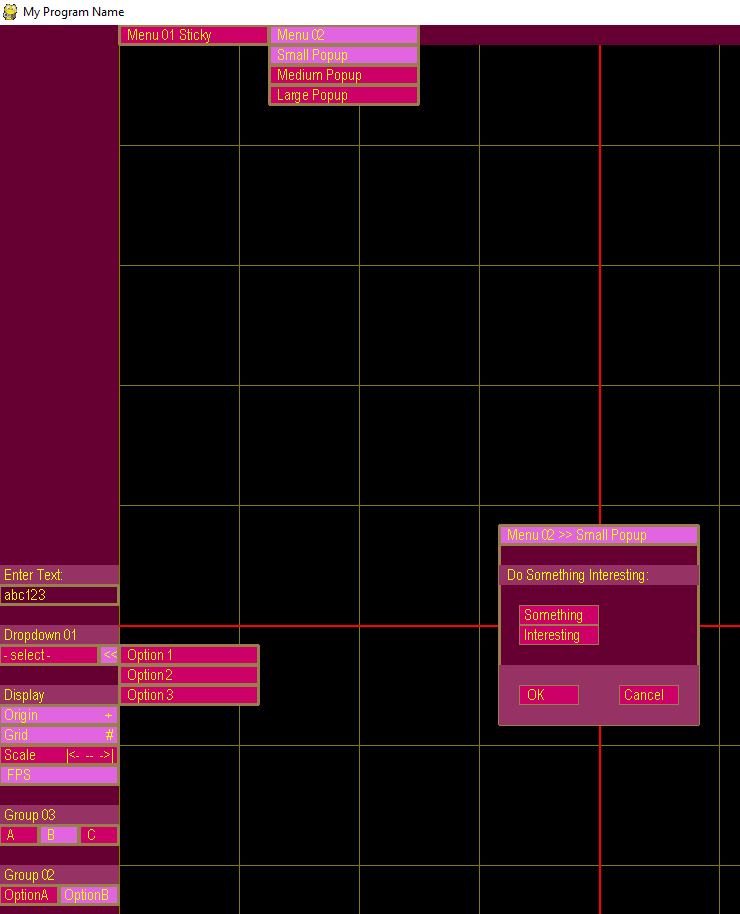 My Program Name
Menu 01 Sticky Menu 02
Small Popup
Medium Popup
Large Popup
Menu 02 >> Small Popup
Do Something Interesting:
Something
Interesting
OK Cancel
Enter Text:
abc123
Dropdown 01
- select - << Option 1
Option 2
Option 3
Display
Origin +
Grid #
Scale |<- -- ->|
FPS
Group 03
A B C
Group 02
OptionA OptionB